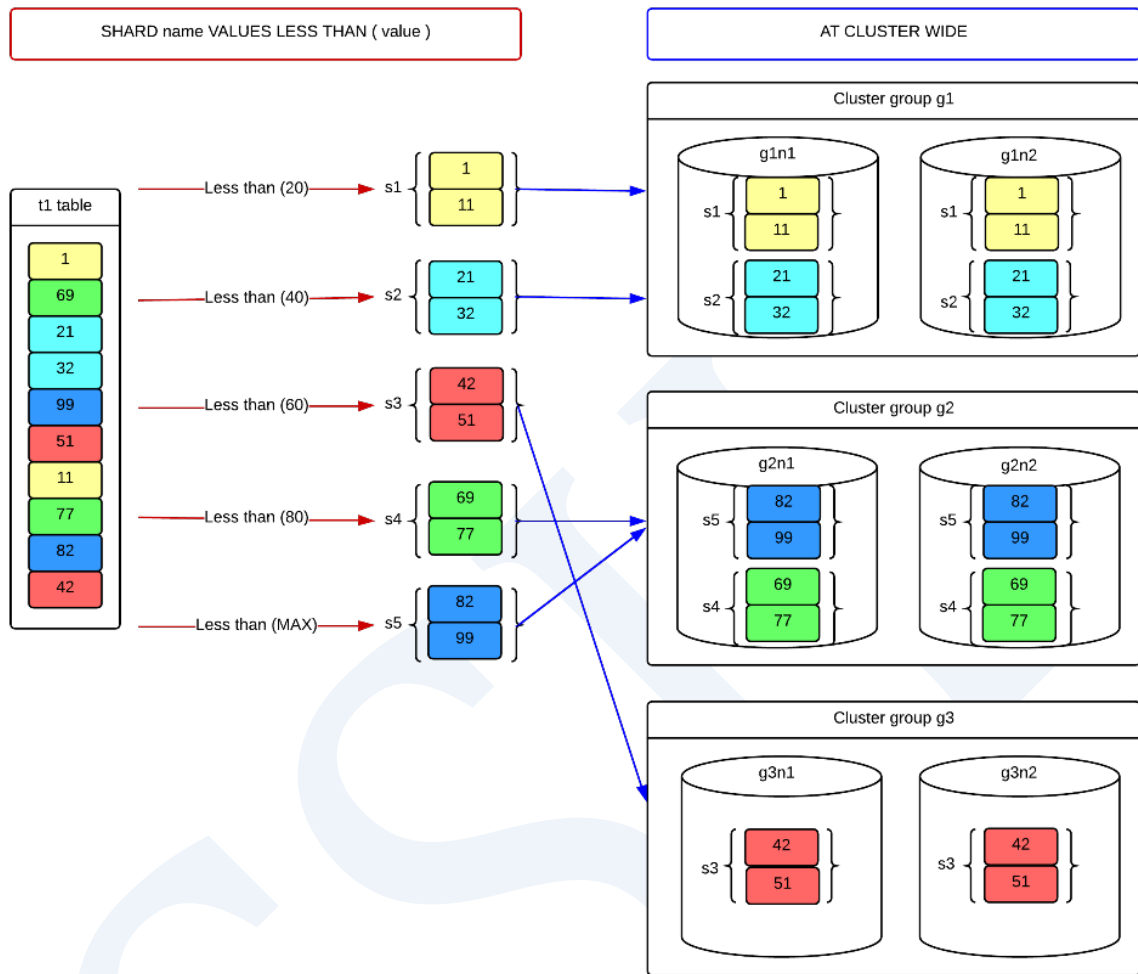 SHARD name VALUES LESS THAN ( value )
AT CLUSTER WIDE
t1 table
1
69
21
32
99
51
11
77
82
42
Less than (20)
s1
1
11
Less than (40)
s2
21
32
Less than (60)
s3
42
51
Less than (80)
s4
69
77
Less than (MAX)
s5
82
99
Cluster group g1
g1n1
s1
1
11
s2
21
32
g1n2
s1
1
11
s2
21
32
Cluster group g2
g2n1
s5
82
99
s4
69
77
g2n2
s5
82
99
s4
69
77
Cluster group g3
g3n1
s3
42
51
g3n2
s3
42
51